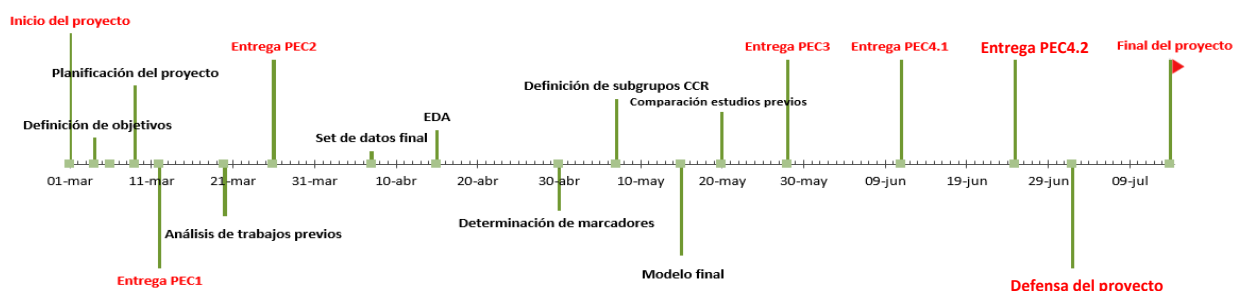 Inicio del proyecto
Entrega PEC2
Entrega PEC3
Entrega PEC4.1
Entrega PEC4.2
Final del proyecto
Planificación del proyecto
Definición de subgrupos CCR
Comparación estudios previos
EDA
Definición de objetivos
Set de datos final
01-mar
11-mar
21-mar
31-mar
10-abr
20-abr
30-abr
10-may
20-may
30-may
09-jun
19-jun
29-jun
09-jul
Análisis de trabajos previos
Determinación de marcadores
Entrega PEC1
Modelo final
Defensa del proyecto